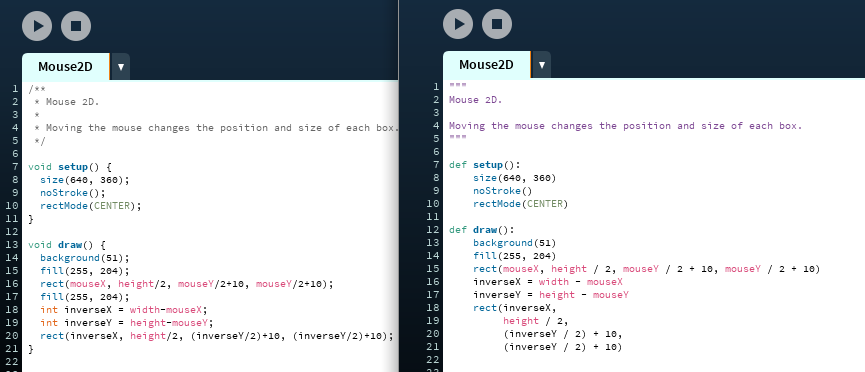 Mouse2D
1 /**
2  * Mouse 2D.
3  *
4  * Moving the mouse changes the position and size of each box.
5  */
6
7 void setup() {
8   size(640, 360);
9   noStroke();
10   rectMode(CENTER);
11 }
12
13 void draw() {
14   background(51);
15   fill(255, 204);
16   rect(mouseX, height/2, mouseY/2+10, mouseY/2+10);
17   fill(255, 204);
18   int inverseX = width-mouseX;
19   int inverseY = height-mouseY;
20   rect(inverseX, height/2, (inverseY/2)+10, (inverseY/2)+10);
21 }
22
Mouse2D
1 """
2 Mouse 2D.
3
4 Moving the mouse changes the position and size of each box.
5 """
6
7 def setup():
8     size(640, 360)
9     noStroke()
10     rectMode(CENTER)
11
12 def draw():
13     background(51)
14     fill(255, 204)
15     rect(mouseX, height / 2, mouseY / 2 + 10, mouseY / 2 + 10)
16     inverseX = width - mouseX
17     inverseY = height - mouseY
18     rect(inverseX,
19          height / 2,
20          (inverseY / 2) + 10,
21          (inverseY / 2) + 10)
22